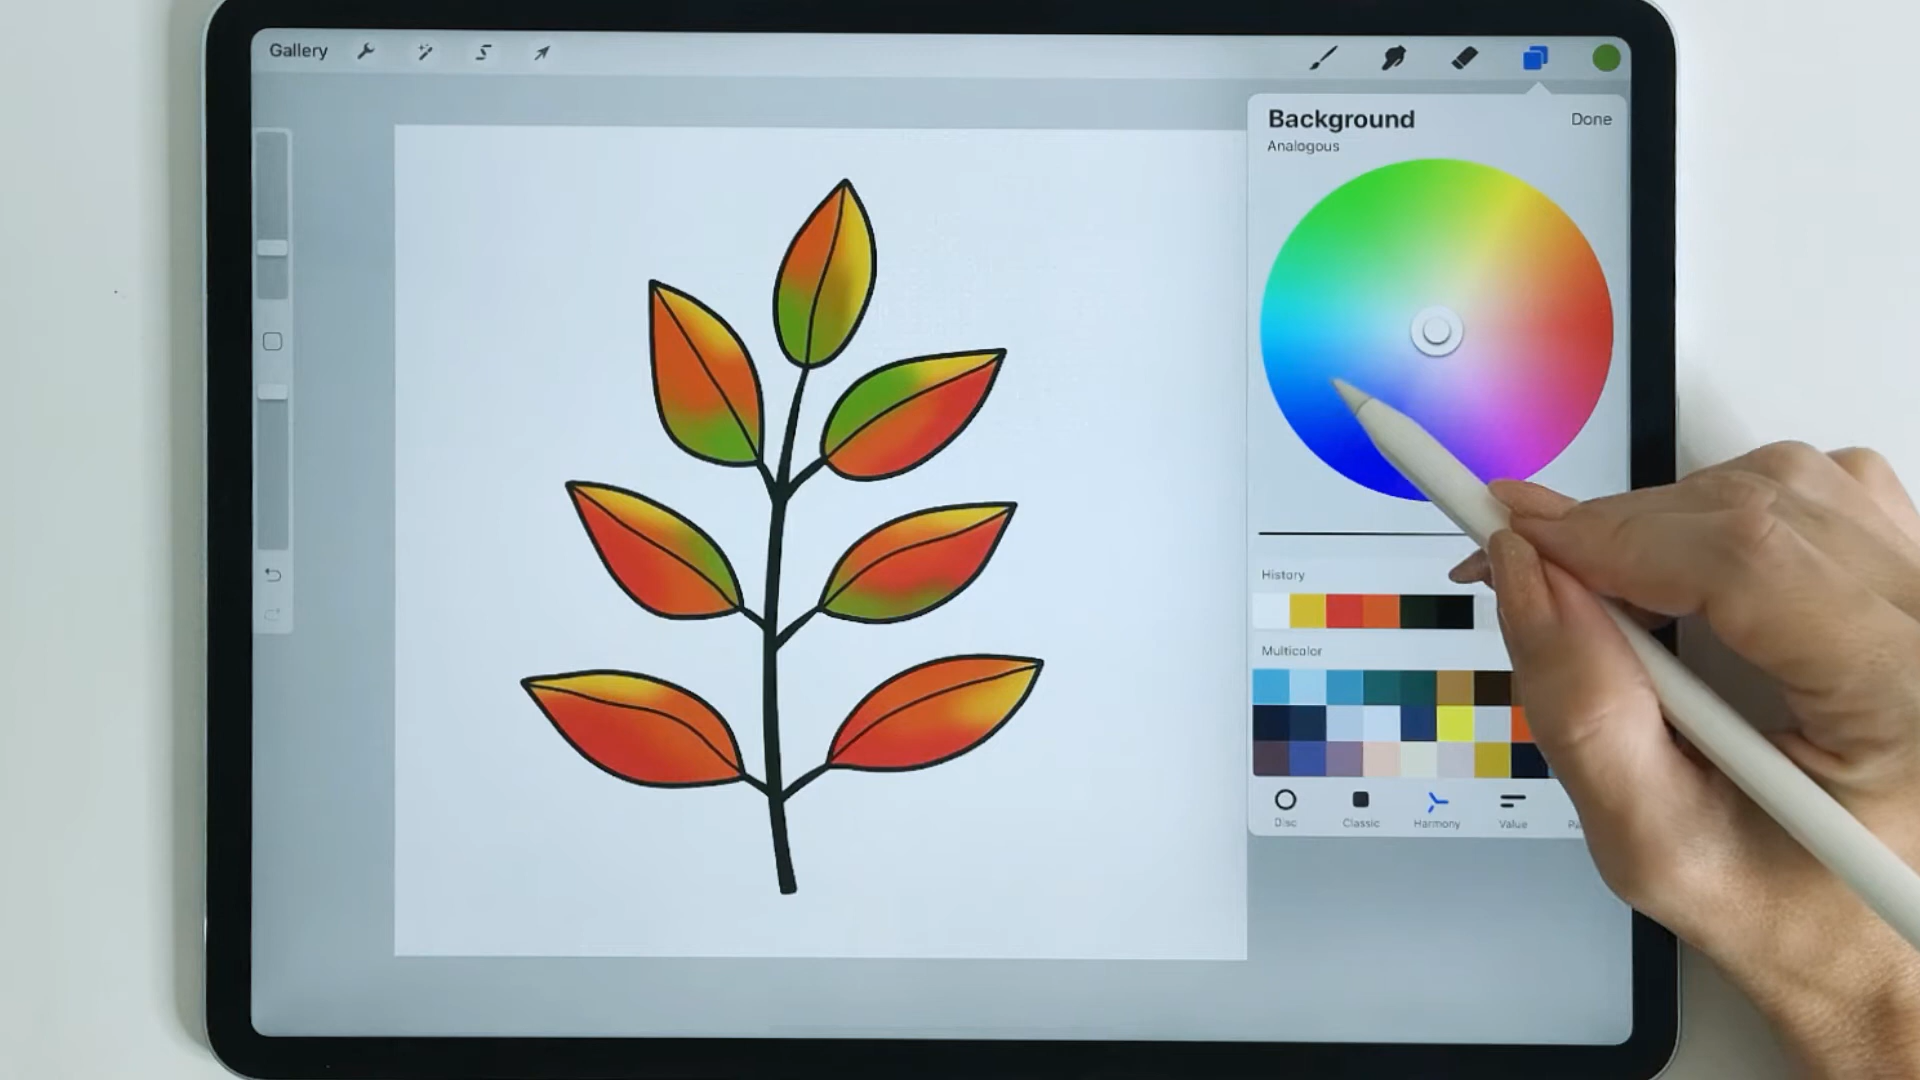 Gallery
Background
Done
Analogous
History
Multicolor
Disc
Classic
Harmony
Value